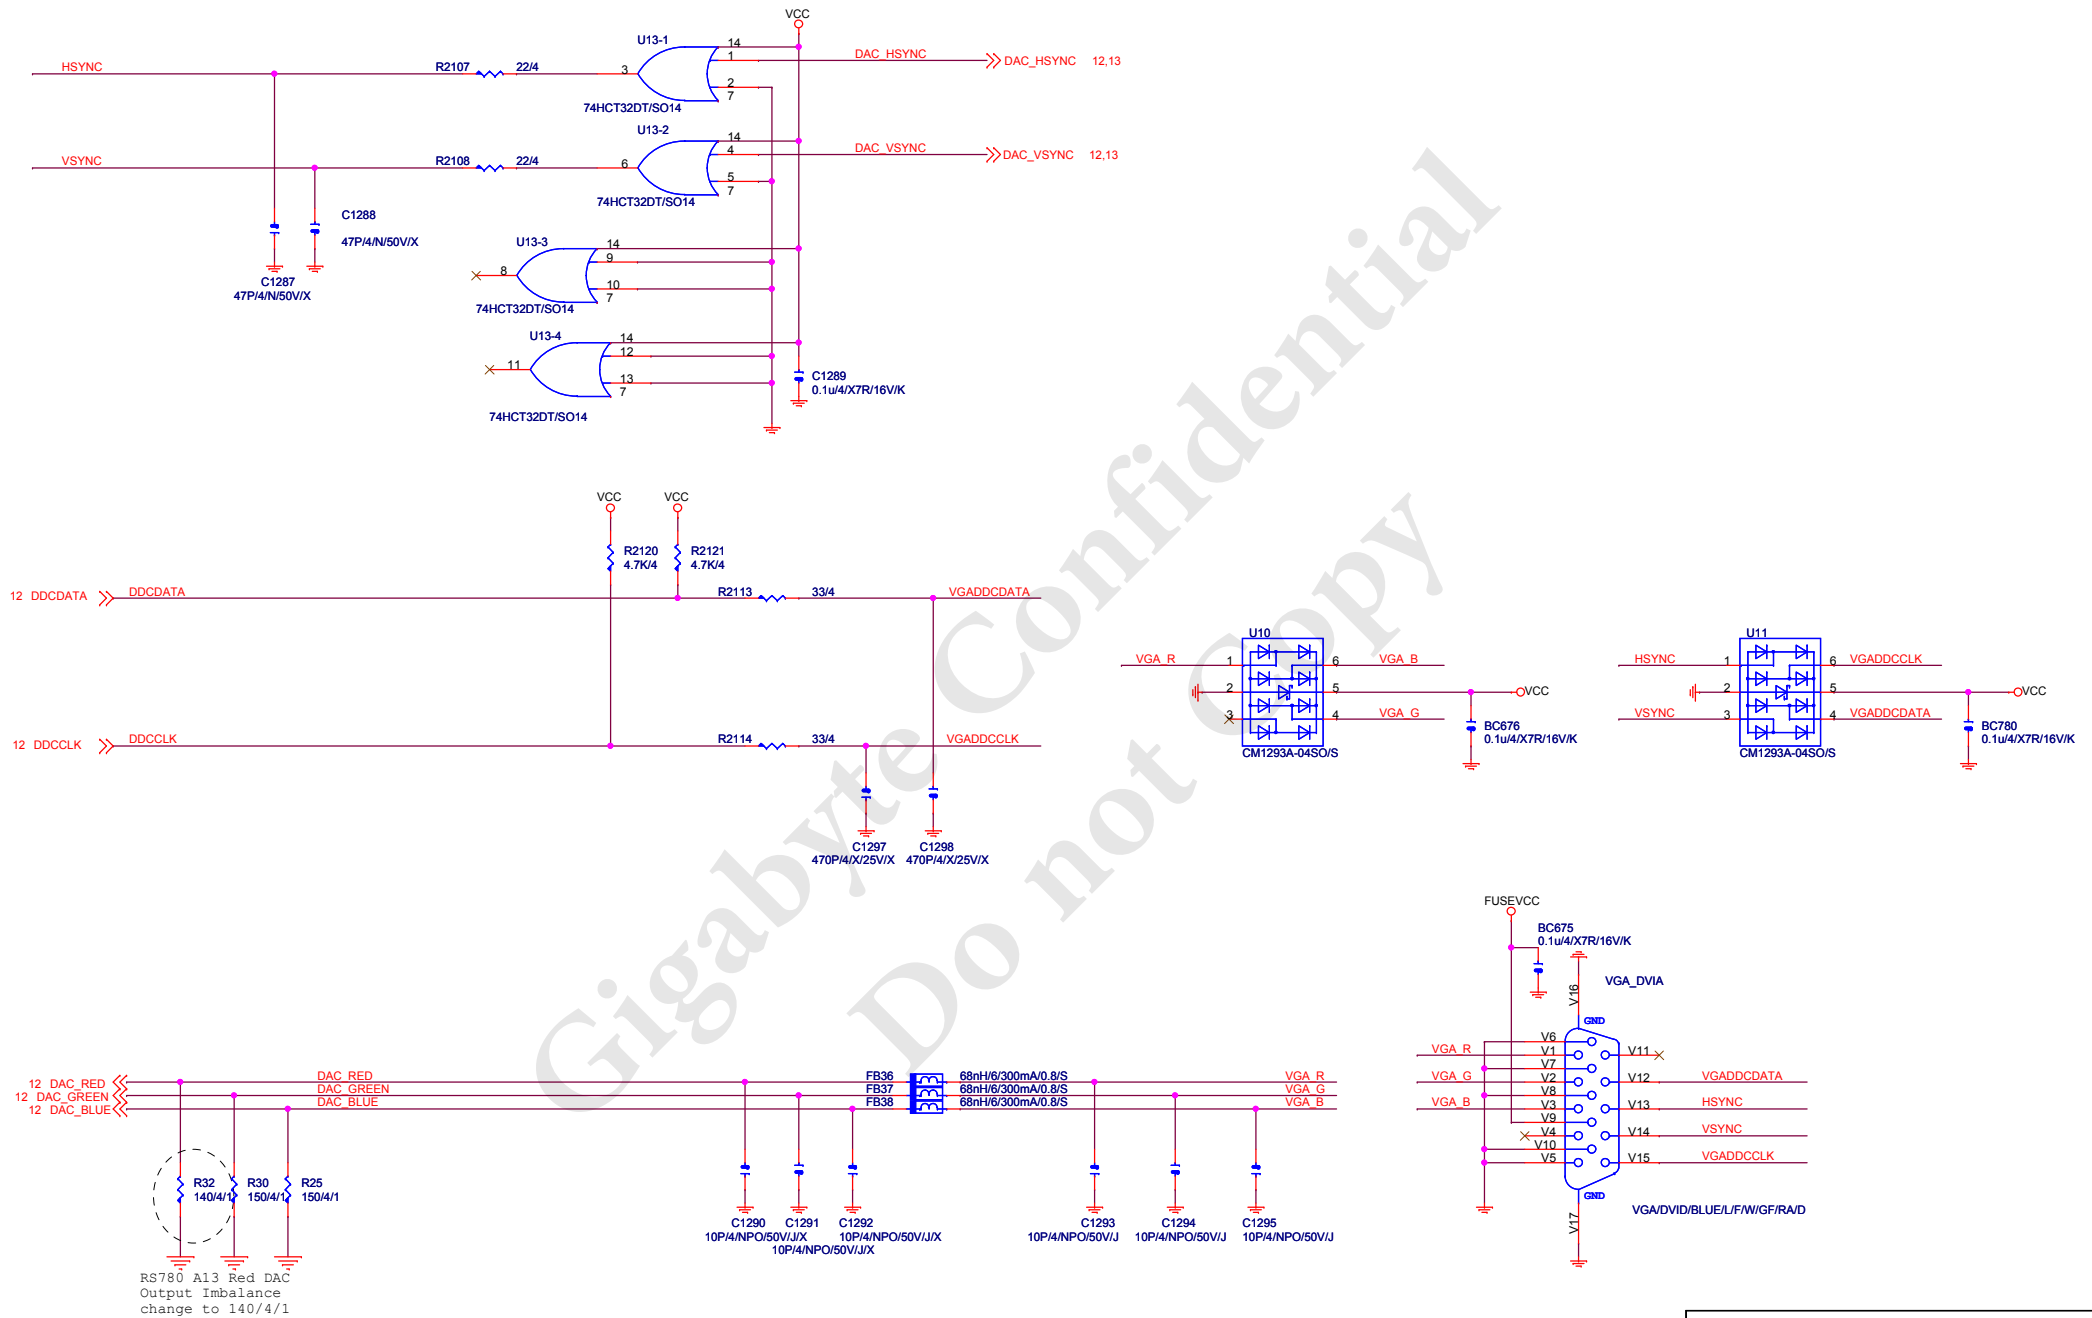 VCC
U13-1
14
1
DAC_HSYNC
DAC_HSYNC 12,13
HSYNC
R2107
22/4
3
2
7
74HCT32DT/SO14
U13-2
14
4
DAC_VSYNC
DAC_VSYNC 12,13
VSYNC
R2108
22/4
6
5
7
74HCT32DT/SO14
C1288
47P/4/N/50V/X
C1287
47P/4/N/50V/X
U13-3
14
9
8
10
7
74HCT32DT/SO14
U13-4
14
12
11
13
7
74HCT32DT/SO14
C1289
0.1u/4/X7R/16V/K
VCC
VCC
R2120
4.7K/4
R2121
4.7K/4
12 DDCDATA
DDCDATA
R2113
33/4
VGADDCDATA
12 DDCCLK
DDCCLK
R2114
33/4
VGADDCCLK
C1297
470P/4/X/25V/X
C1298
470P/4/X/25V/X
U10
VGA_R
1
6
VGA_B
2
5
VCC
3
4
VGA_G
BC676
0.1u/4/X7R/16V/K
CM1293A-04SO/S
U11
HSYNC
1
6
VGADDCCLK
2
5
VCC
VSYNC
3
4
VGADDCDATA
BC780
0.1u/4/X7R/16V/K
CM1293A-04SO/S
Gigabyte Confidential
Do not Copy
FUSEVCC
BC675
0.1u/4/X7R/16V/K
VGA_DVIA
V16
GND
V6
VGA_R
V1
V11
V7
VGA_G
V2
V12
VGADDCDATA
V8
VGA_B
V3
V13
HSYNC
V9
V4
V14
VSYNC
V10
V5
V15
VGADDCCLK
GND
V17
VGA/DVID/BLUE/L/F/W/GF/RA/D
12 DAC_RED
DAC_RED
FB36
68nH/6/300mA/0.8/S
VGA_R
12 DAC_GREEN
DAC_GREEN
FB37
68nH/6/300mA/0.8/S
VGA_G
12 DAC_BLUE
DAC_BLUE
FB38
68nH/6/300mA/0.8/S
VGA_B
R32
140/4/1
R30
150/4/1
R25
150/4/1
C1290
10P/4/NPO/50V/J/X
C1291
10P/4/NPO/50V/J/X
C1292
10P/4/NPO/50V/J/X
C1293
10P/4/NPO/50V/J
C1294
10P/4/NPO/50V/J
C1295
10P/4/NPO/50V/J
RS780 A13 Red DAC
Output Imbalance
change to 140/4/1